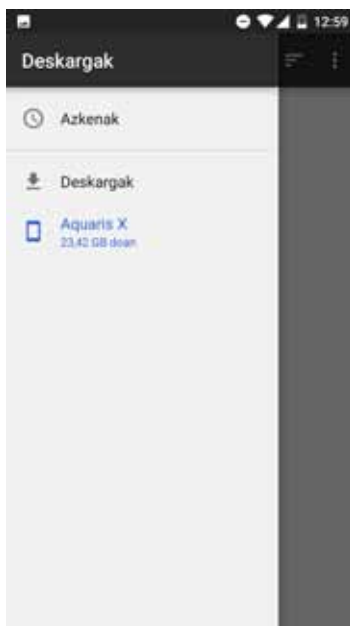 12:59
Deskargak
Azkenak
Deskargak
Aquaris X
23,42 GB doan